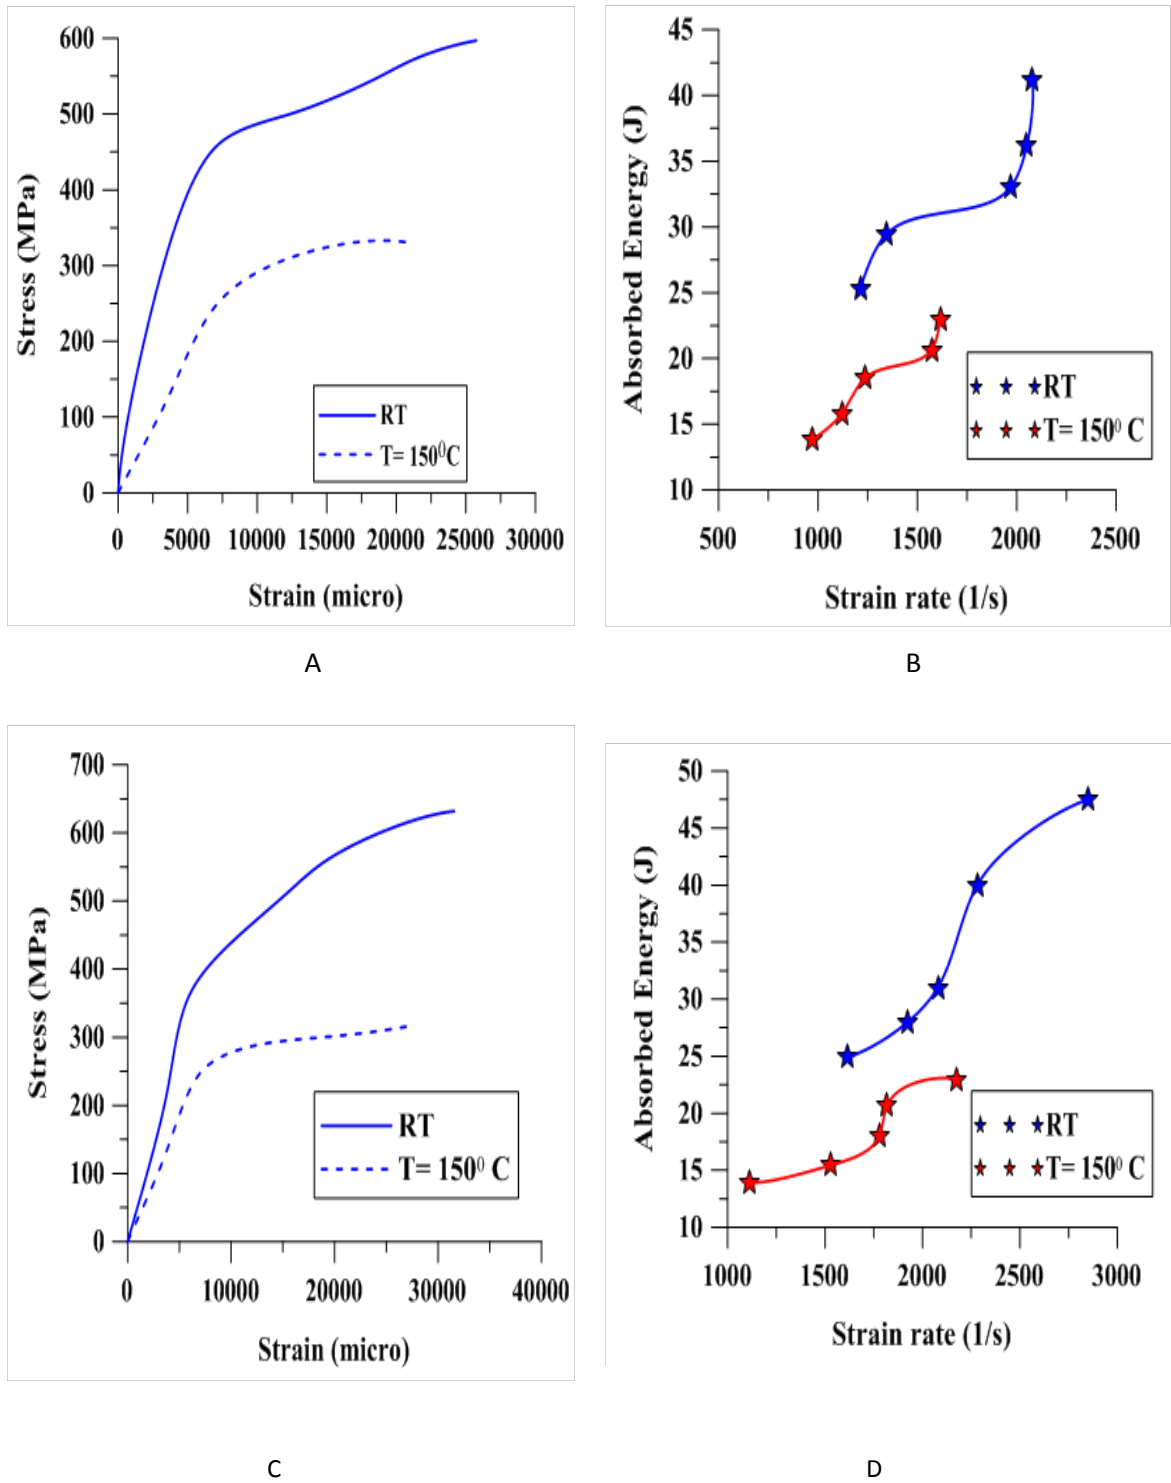 600
500
400
300
200
100
0
Stress (MPa)
RT
T= 150⁰C
0 5000 10000 15000 20000 25000 30000
Strain (micro)
A
45
40
35
30
25
20
15
10
Absorbed Energy (J)
RT
T= 150⁰ C
500 1000 1500 2000 2500
Strain rate (1/s)
B
700
600
500
400
300
200
100
0
Stress (MPa)
RT
T= 150⁰ C
0 10000 20000 30000 40000
Strain (micro)
C
50
45
40
35
30
25
20
15
10
Absorbed Energy (J)
RT
T= 150⁰ C
1000 1500 2000 2500 3000
Strain rate (1/s)
D